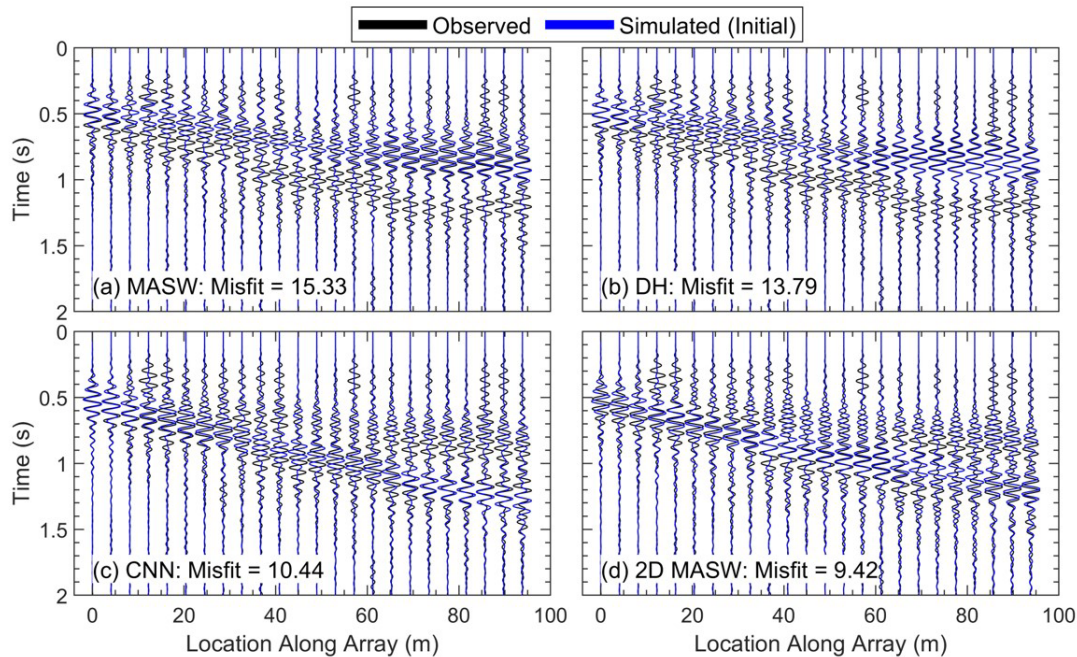 Observed Simulated (Initial)
0
0.5
1
1.5
2
Time (s)
(a) MASW: Misfit = 15.33
(b) DH: Misfit = 13.79
0
0.5
1
1.5
2
Time (s)
(c) CNN: Misfit = 10.44
(d) 2D MASW: Misfit = 9.42
0 20 40 60 80 100
0 20 40 60 80 100
Location Along Array (m)
Location Along Array (m)